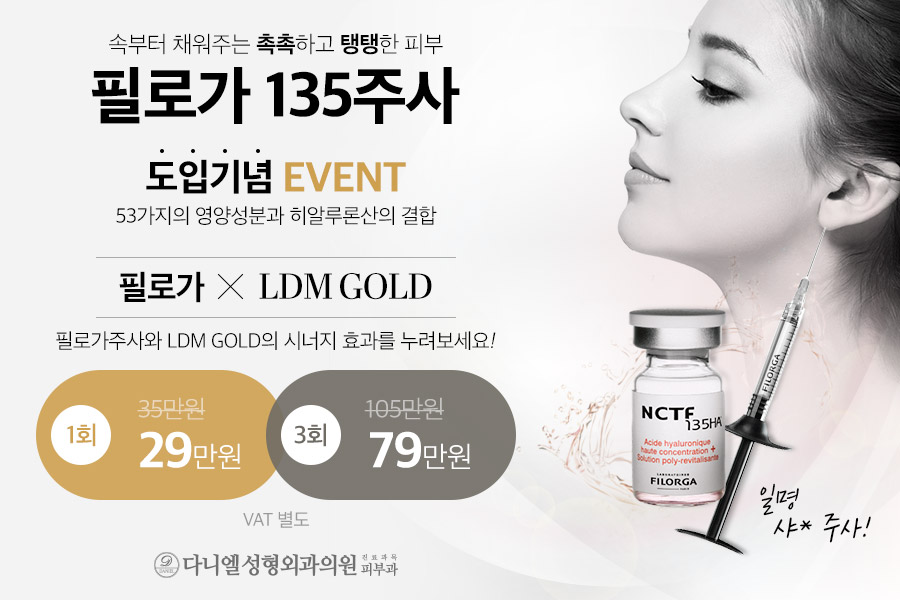 속부터 채워주는 촉촉하고 탱탱한 피부
필로가 135주사
도입기념 EVENT
53가지의 영양성분과 히알루론산의 결합
필로가 × LDM GOLD
필로가주사와 LDM GOLD의 시너지 효과를 누려보세요!
1회
35만원
29만원
3회
105만원
79만원
VAT 별도
다니엘성형외과의원 진료과목 피부과
NCTF
135HA
Acide hyaluronique
haute concentration +
Solution poly-revitalisante
LABORATOIRES
FILORGA
PARIS
FILORGA
일명
샤* 주사!